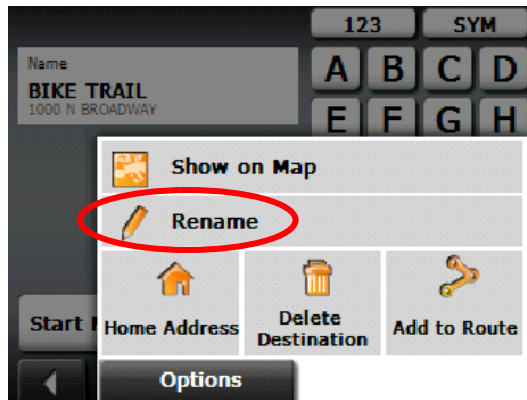 123 SYM
Name
BIKE TRAIL
1000 N BROADWAY
A B C D
E F G H
Show on Map
Rename
Home Address
Delete
Destination
Add to Route
Start
Options